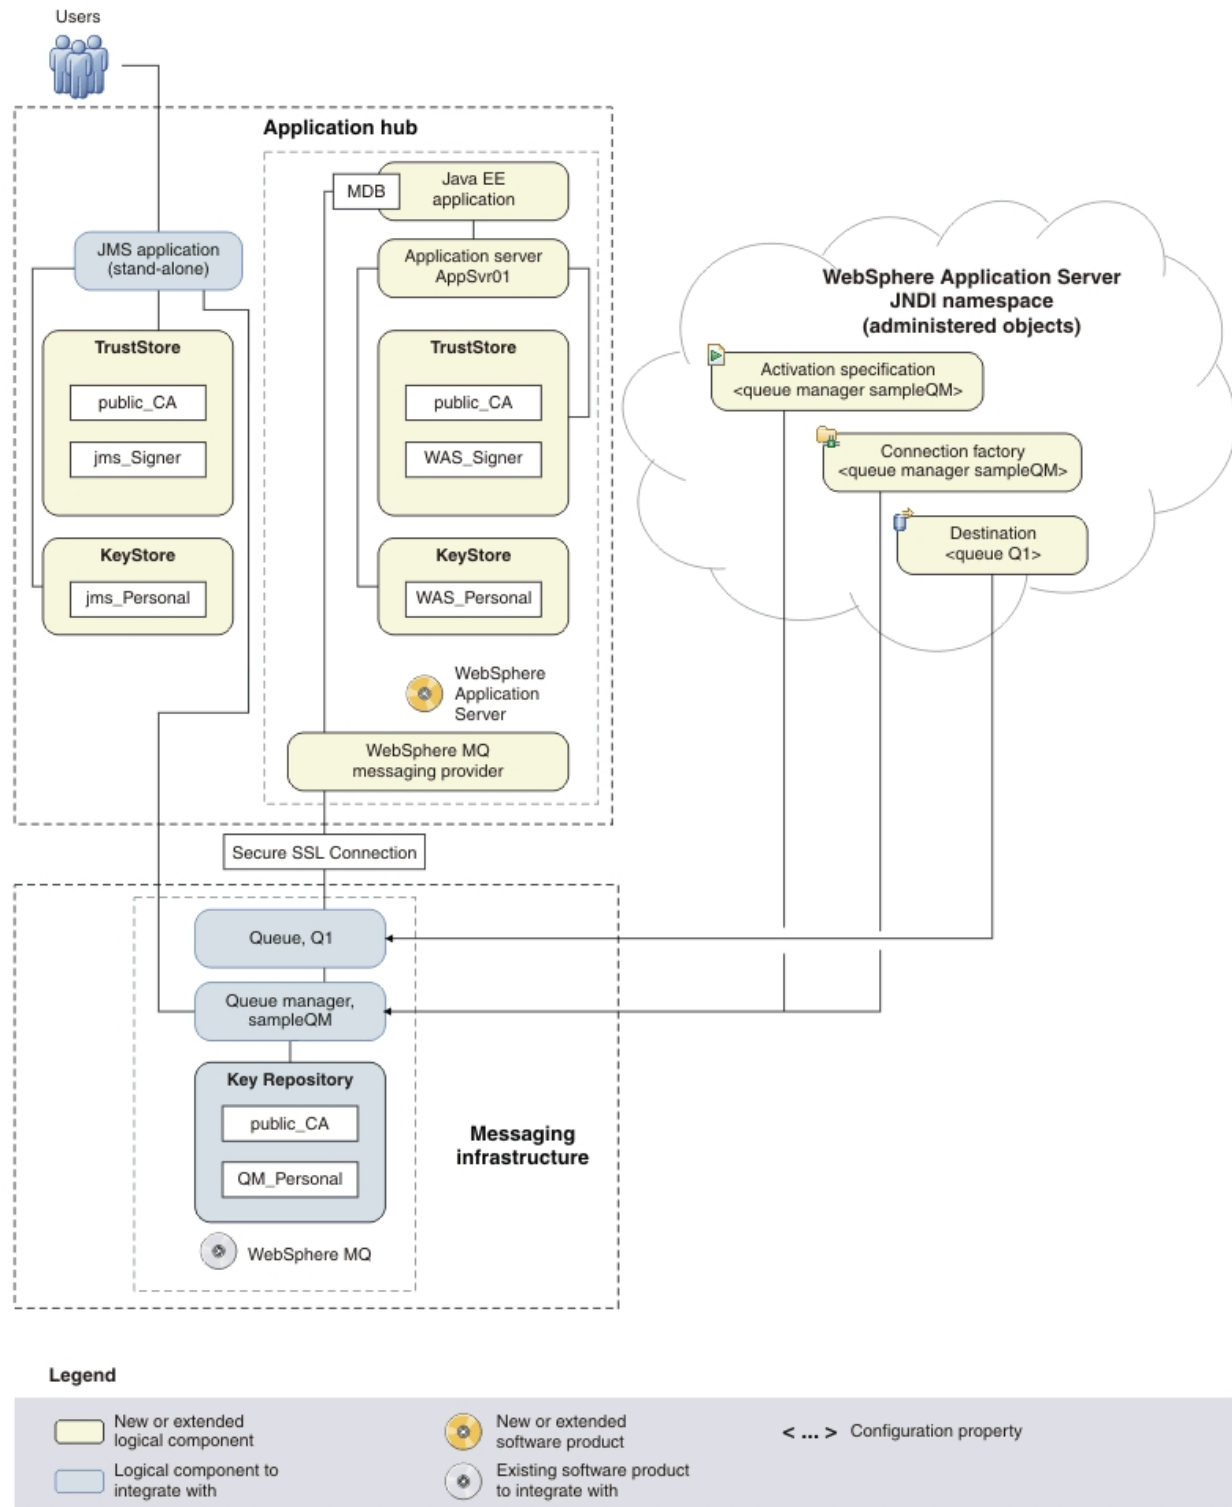 Users
Application hub
MDB
Java EE
application
JMS application
(stand-alone)
Application server
AppSvr01
TrustStore
public_CA
jms_Signer
KeyStore
jms_Personal
TrustStore
public_CA
WAS_Signer
KeyStore
WAS_Personal
WebSphere
Application
Server
WebSphere MQ
messaging provider
WebSphere Application Server
JNDI namespace
(administered objects)
Activation specification
<queue manager sampleQM>
Connection factory
<queue manager sampleQM>
Destination
<queue Q1>
Secure SSL Connection
Queue, Q1
Queue manager,
sampleQM
Key Repository
public_CA
QM_Personal
WebSphere MQ
Messaging
infrastructure
Legend
New or extended
logical component
Logical component to
integrate with
New or extended
software product
Existing software product
to integrate with
< ... > Configuration property